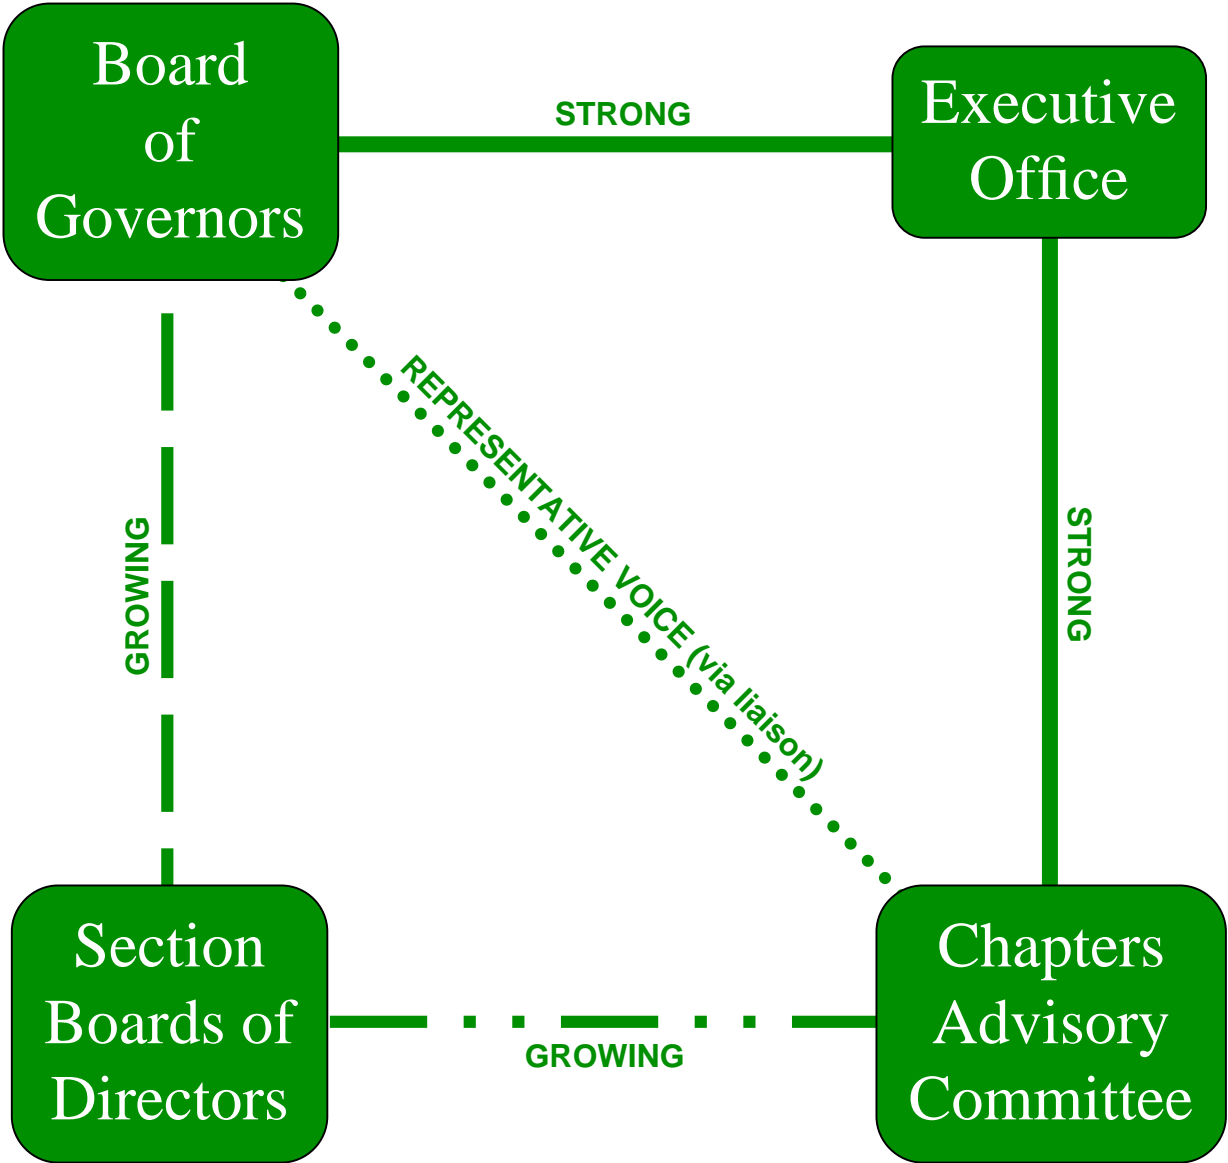 Board
of
Governors
STRONG
Executive
Office
REPRESENTATIVE VOICE (via liaison)
GROWING
STRONG
Section
Boards of
Directors
GROWING
Chapters
Advisory
Committee